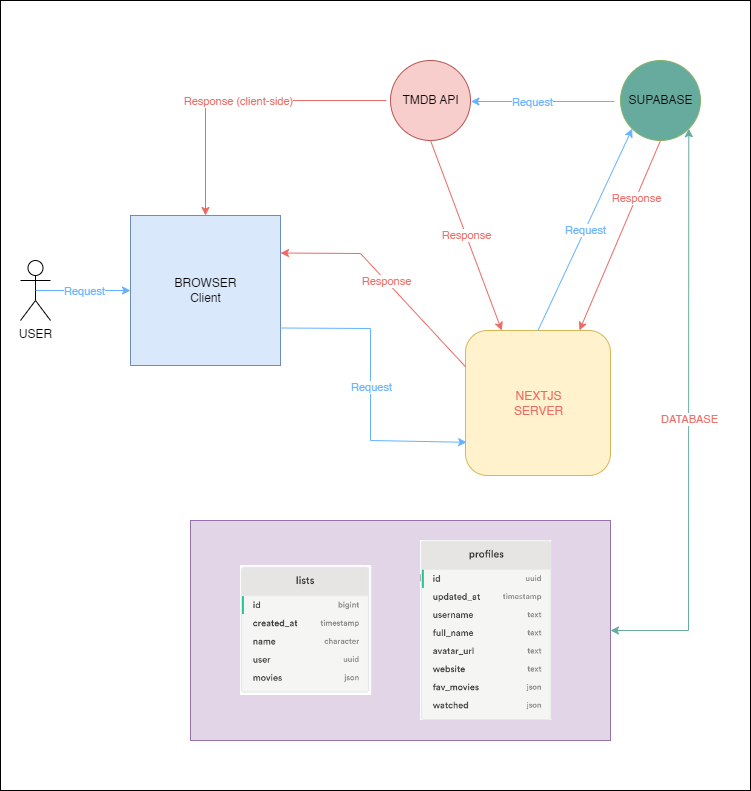 TMDB API
SUPABASE
Response (client-side)
Request
Response
Request
Response
BROWSER
Client
Response
Request
USER
Request
NEXTJS
SERVER
DATABASE
lists
id bigint
created_at timestamp
name character
user uuid
movies json
profiles
id uuid
updated_at timestamp
username text
full_name text
avatar_url text
website text
fav_movies json
watched json